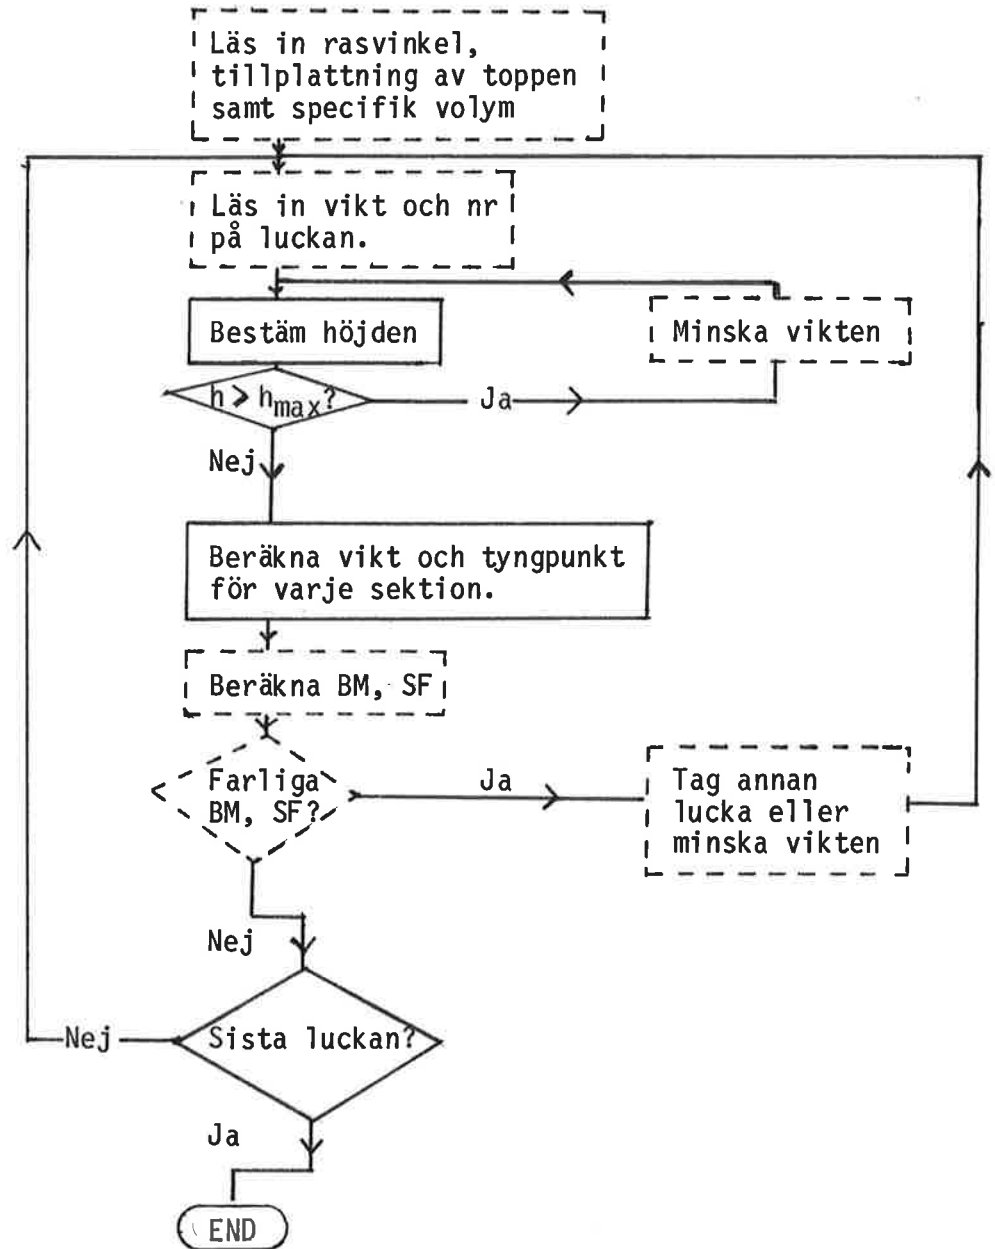 Läs in rasvinkel,
tillplattning av toppen
samt specifik volym
Läs in vikt och nr
på luckan.
Bestäm höjden
Minska vikten
h > hmax?
Ja
Nej
Beräkna vikt och tyngpunkt
för varje sektion.
Beräkna BM, SF
Farliga
BM, SF?
Ja
Tag annan
lucka eller
minska vikten
Nej
Sista luckan?
Nej
Ja
END